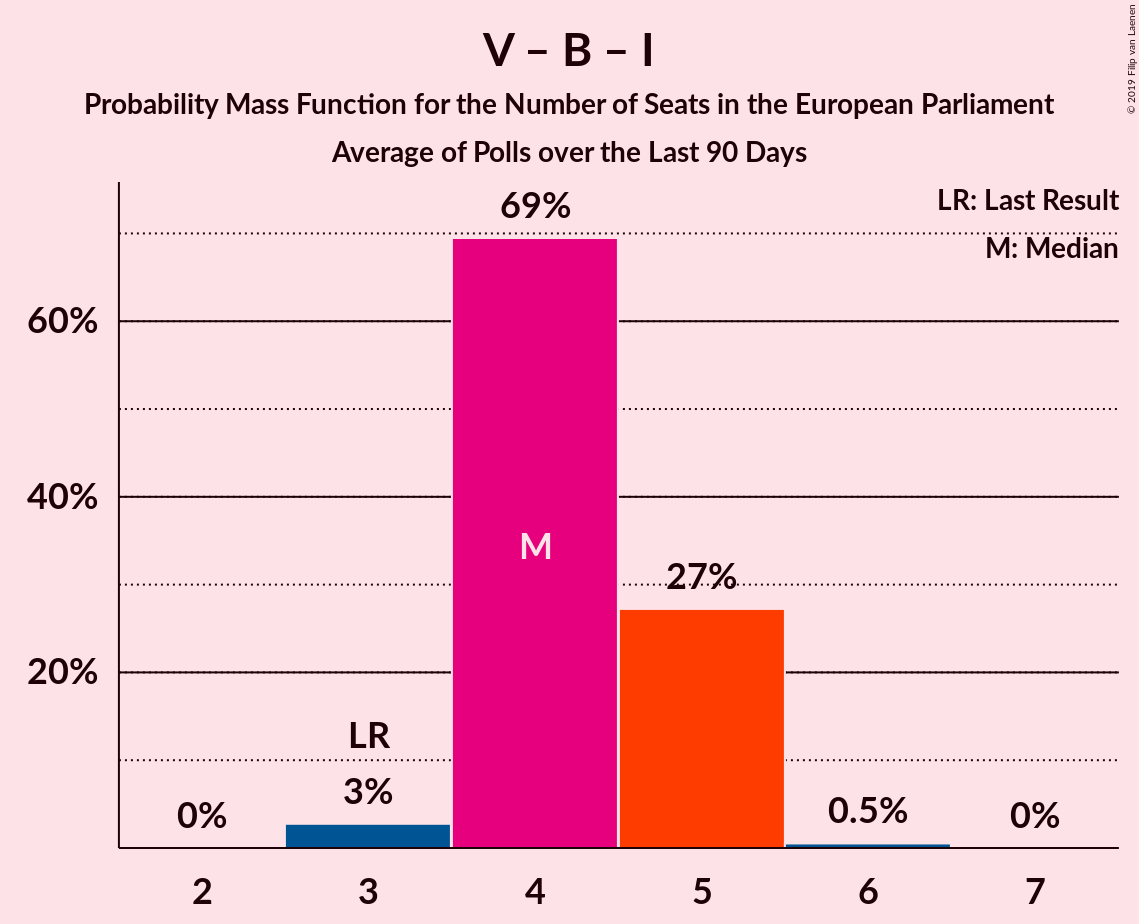 V – B – I
Probability Mass Function for the Number of Seats in the European Parliament
Average of Polls over the Last 90 Days
© 2019 Filip van Laenen
LR: Last Result
M: Median
69%
60%
40%
20%
M
27%
LR
3%
0%
0.5%
0%
2 3 4 5 6 7